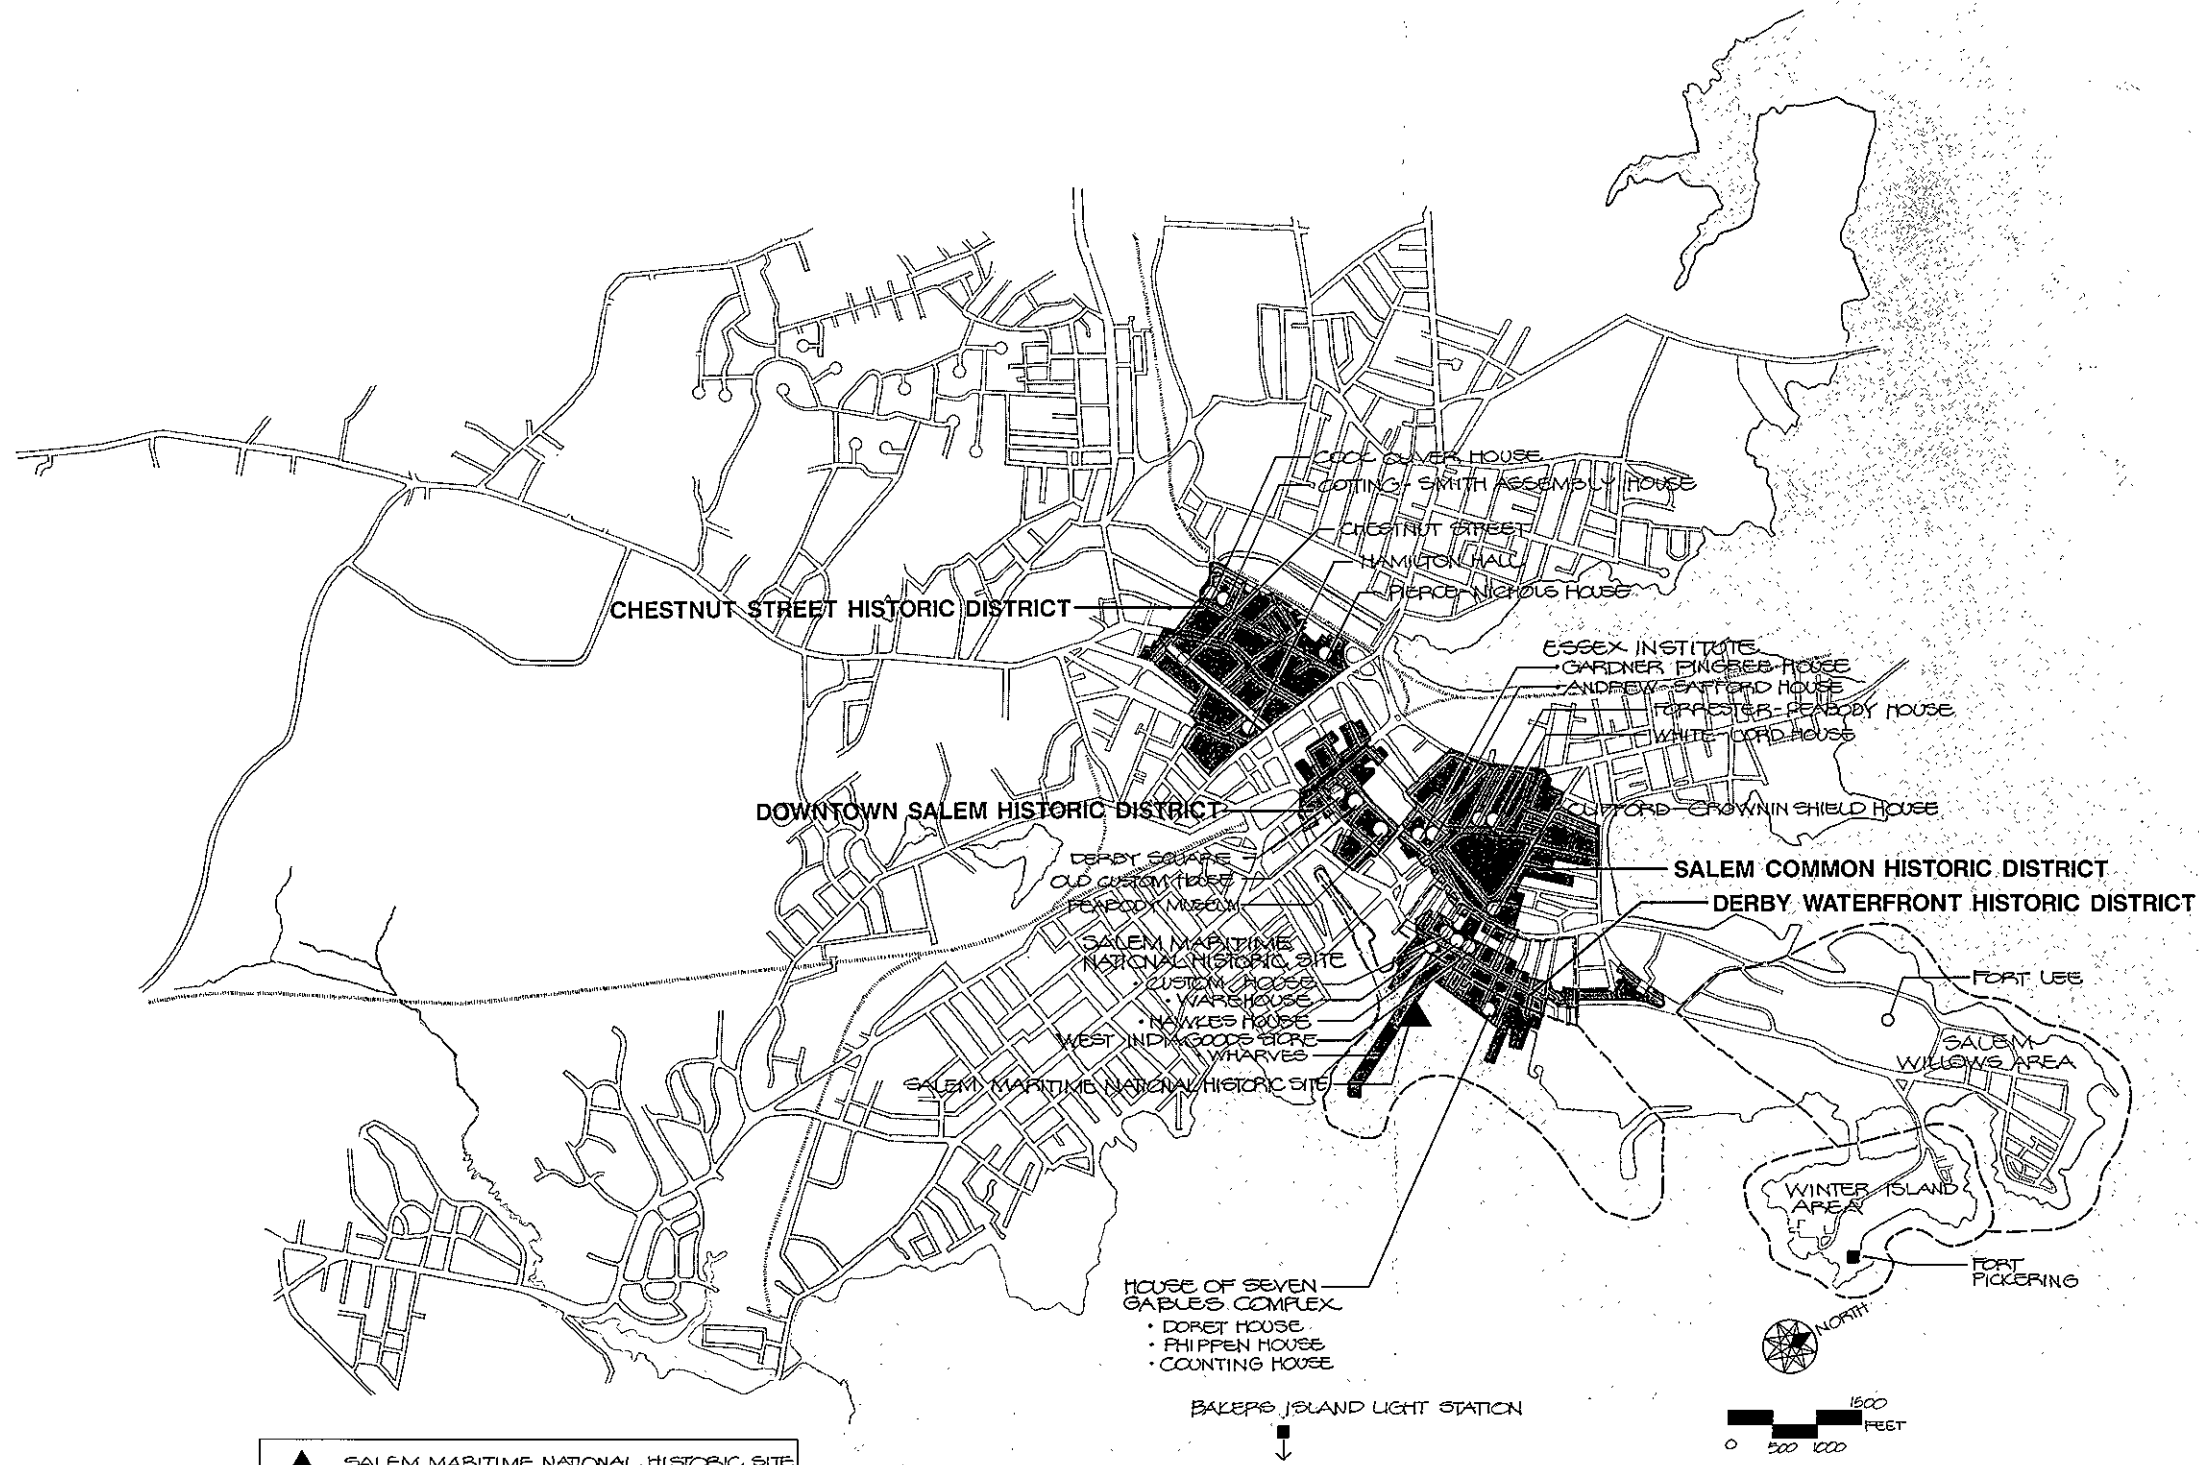 COOK OLIVER HOUSE
COTTING-SMITH ASSEMBLY HOUSE
CHESTNUT STREET
HAMILTON HALL
PIERCE-NICHOLS HOUSE
CHESTNUT STREET HISTORIC DISTRICT
ESSEX INSTITUTE
• GARDNER PINGREE HOUSE
• ANDREW-SAFFORD HOUSE
FORRESTER-PEABODY HOUSE
WHITE-LORD HOUSE
CLIFFORD-CROWNINSHIELD HOUSE
DOWNTOWN SALEM HISTORIC DISTRICT
DERBY SQUARE
OLD CUSTOM HOUSE
PEABODY MUSEUM
SALEM COMMON HISTORIC DISTRICT
DERBY WATERFRONT HISTORIC DISTRICT
SALEM MARITIME
NATIONAL HISTORIC SITE
• CUSTOM HOUSE
• WAREHOUSE
• HAWKES HOUSE
WEST INDIA GOODS STORE
• WHARVES
SALEM MARITIME NATIONAL HISTORIC SITE
FORT LEE
SALEM
WILLOWS AREA
WINTER ISLAND
AREA
FORT
PICKERING
HOUSE OF SEVEN
GABLES COMPLEX
• DORET HOUSE
• PHIPPEN HOUSE
• COUNTING HOUSE
NORTH
BAKERS ISLAND LIGHT STATION
1500
FEET
0 500 1000
SALEM MARITIME NATIONAL HISTORIC SITE